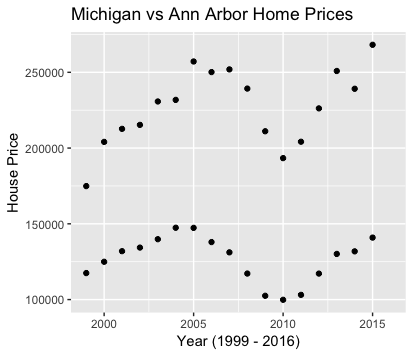 Michigan vs Ann Arbor Home Prices
250000
200000
150000
100000
House Price
2000 2005 2010 2015
Year (1999 - 2016)